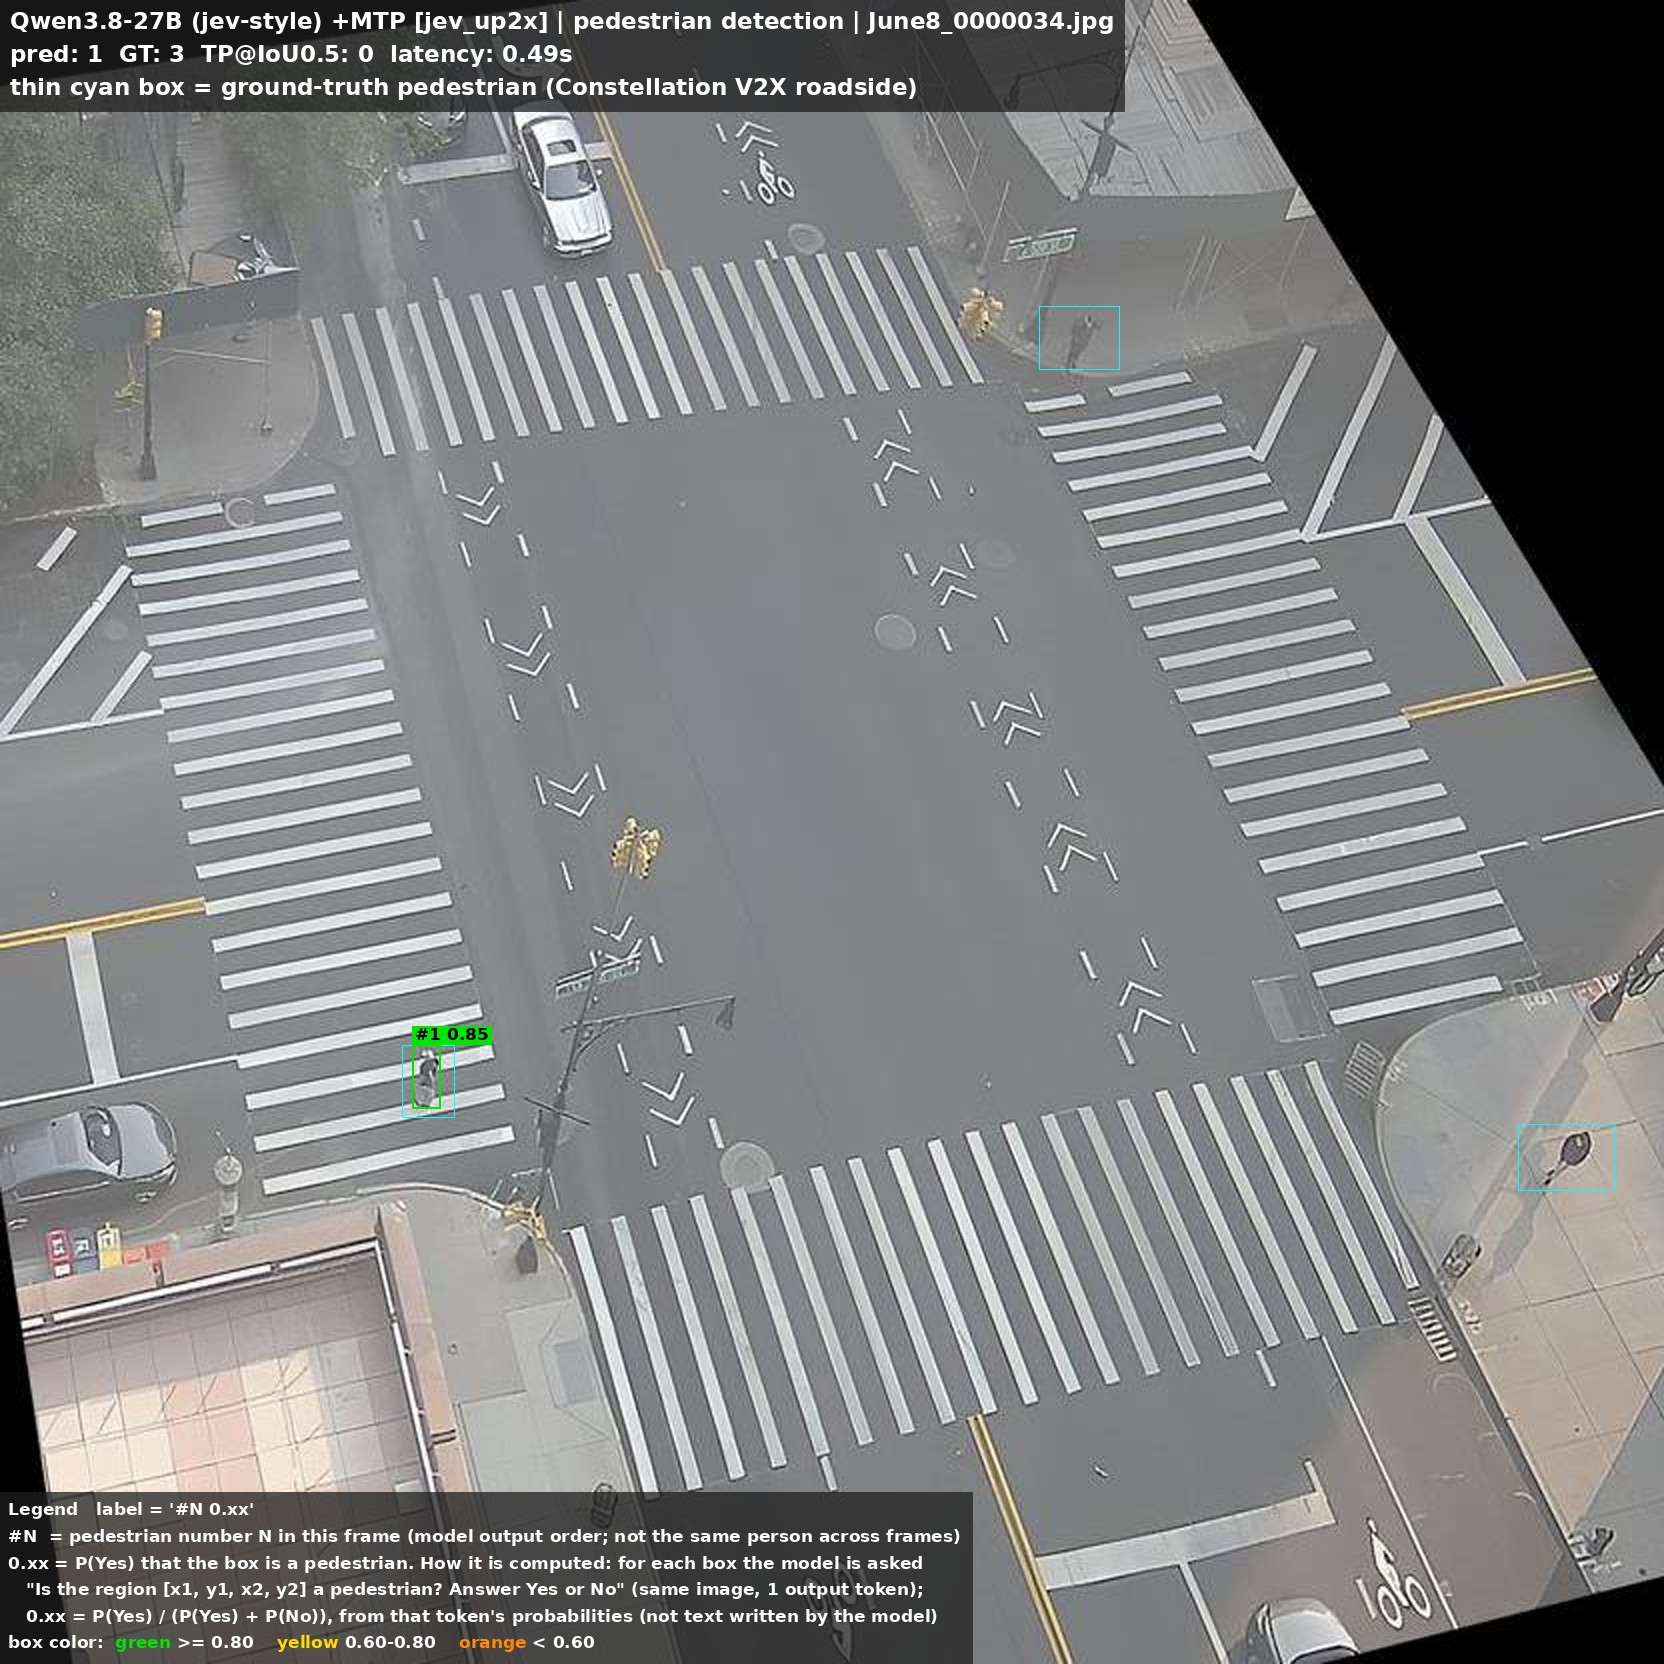 Qwen3.8-27B (jev-style) +MTP [jev_up2x] | pedestrian detection | June8_0000034.jpg
pred: 1  GT: 3  TP@IoU0.5: 0  latency: 0.49s
thin cyan box = ground-truth pedestrian (Constellation V2X roadside)
#1 0.85
Legend   label = '#N 0.xx'
#N  = pedestrian number N in this frame (model output order; not the same person across frames)
0.xx = P(Yes) that the box is a pedestrian. How it is computed: for each box the model is asked
"Is the region [x1, y1, x2, y2] a pedestrian? Answer Yes or No" (same image, 1 output token);
0.xx = P(Yes) / (P(Yes) + P(No)), from that token's probabilities (not text written by the model)
box color:  green >= 0.80    yellow 0.60-0.80    orange < 0.60